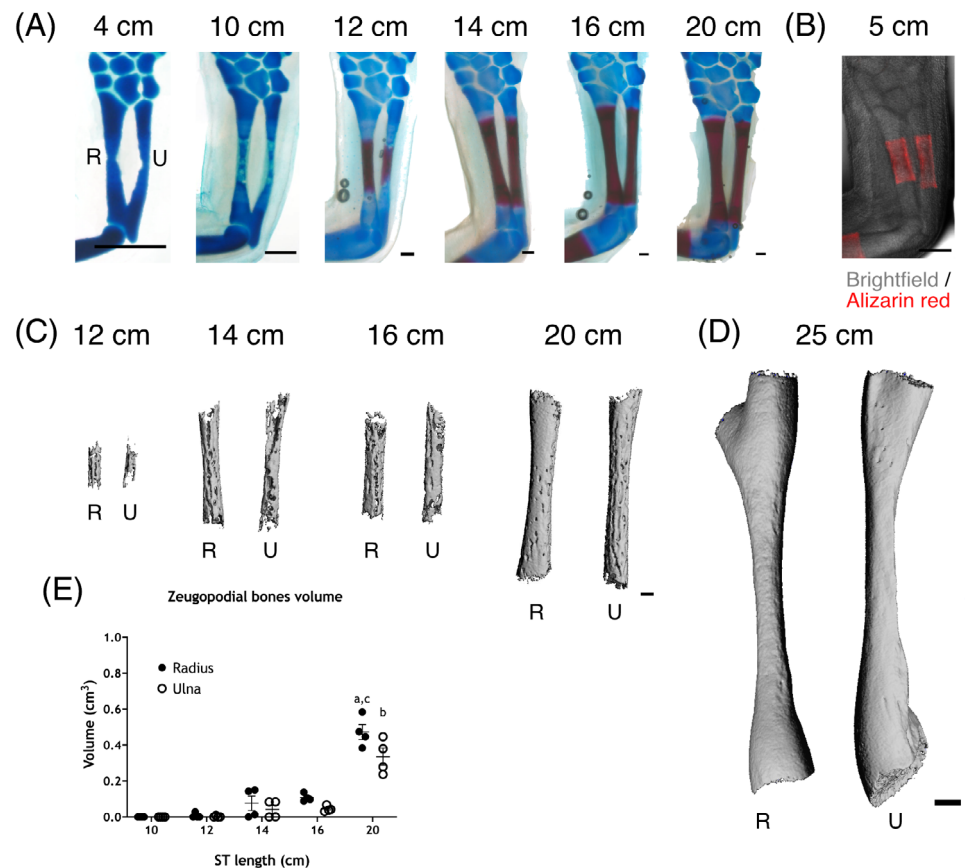 (A) 4 cm 10 cm 12 cm 14 cm 16 cm 20 cm
R U
(B) 5 cm
Brightfield /
Alizarin red
(C) 12 cm 14 cm 16 cm 20 cm
R U
R U
R U
R U
(D) 25 cm
R U
(E)
Zeugopodial bones volume
Volume (cm³)
1.0
0.8
0.6
0.4
0.2
0.0
Radius
Ulna
a,c
b
10 12 14 16 20
ST length (cm)